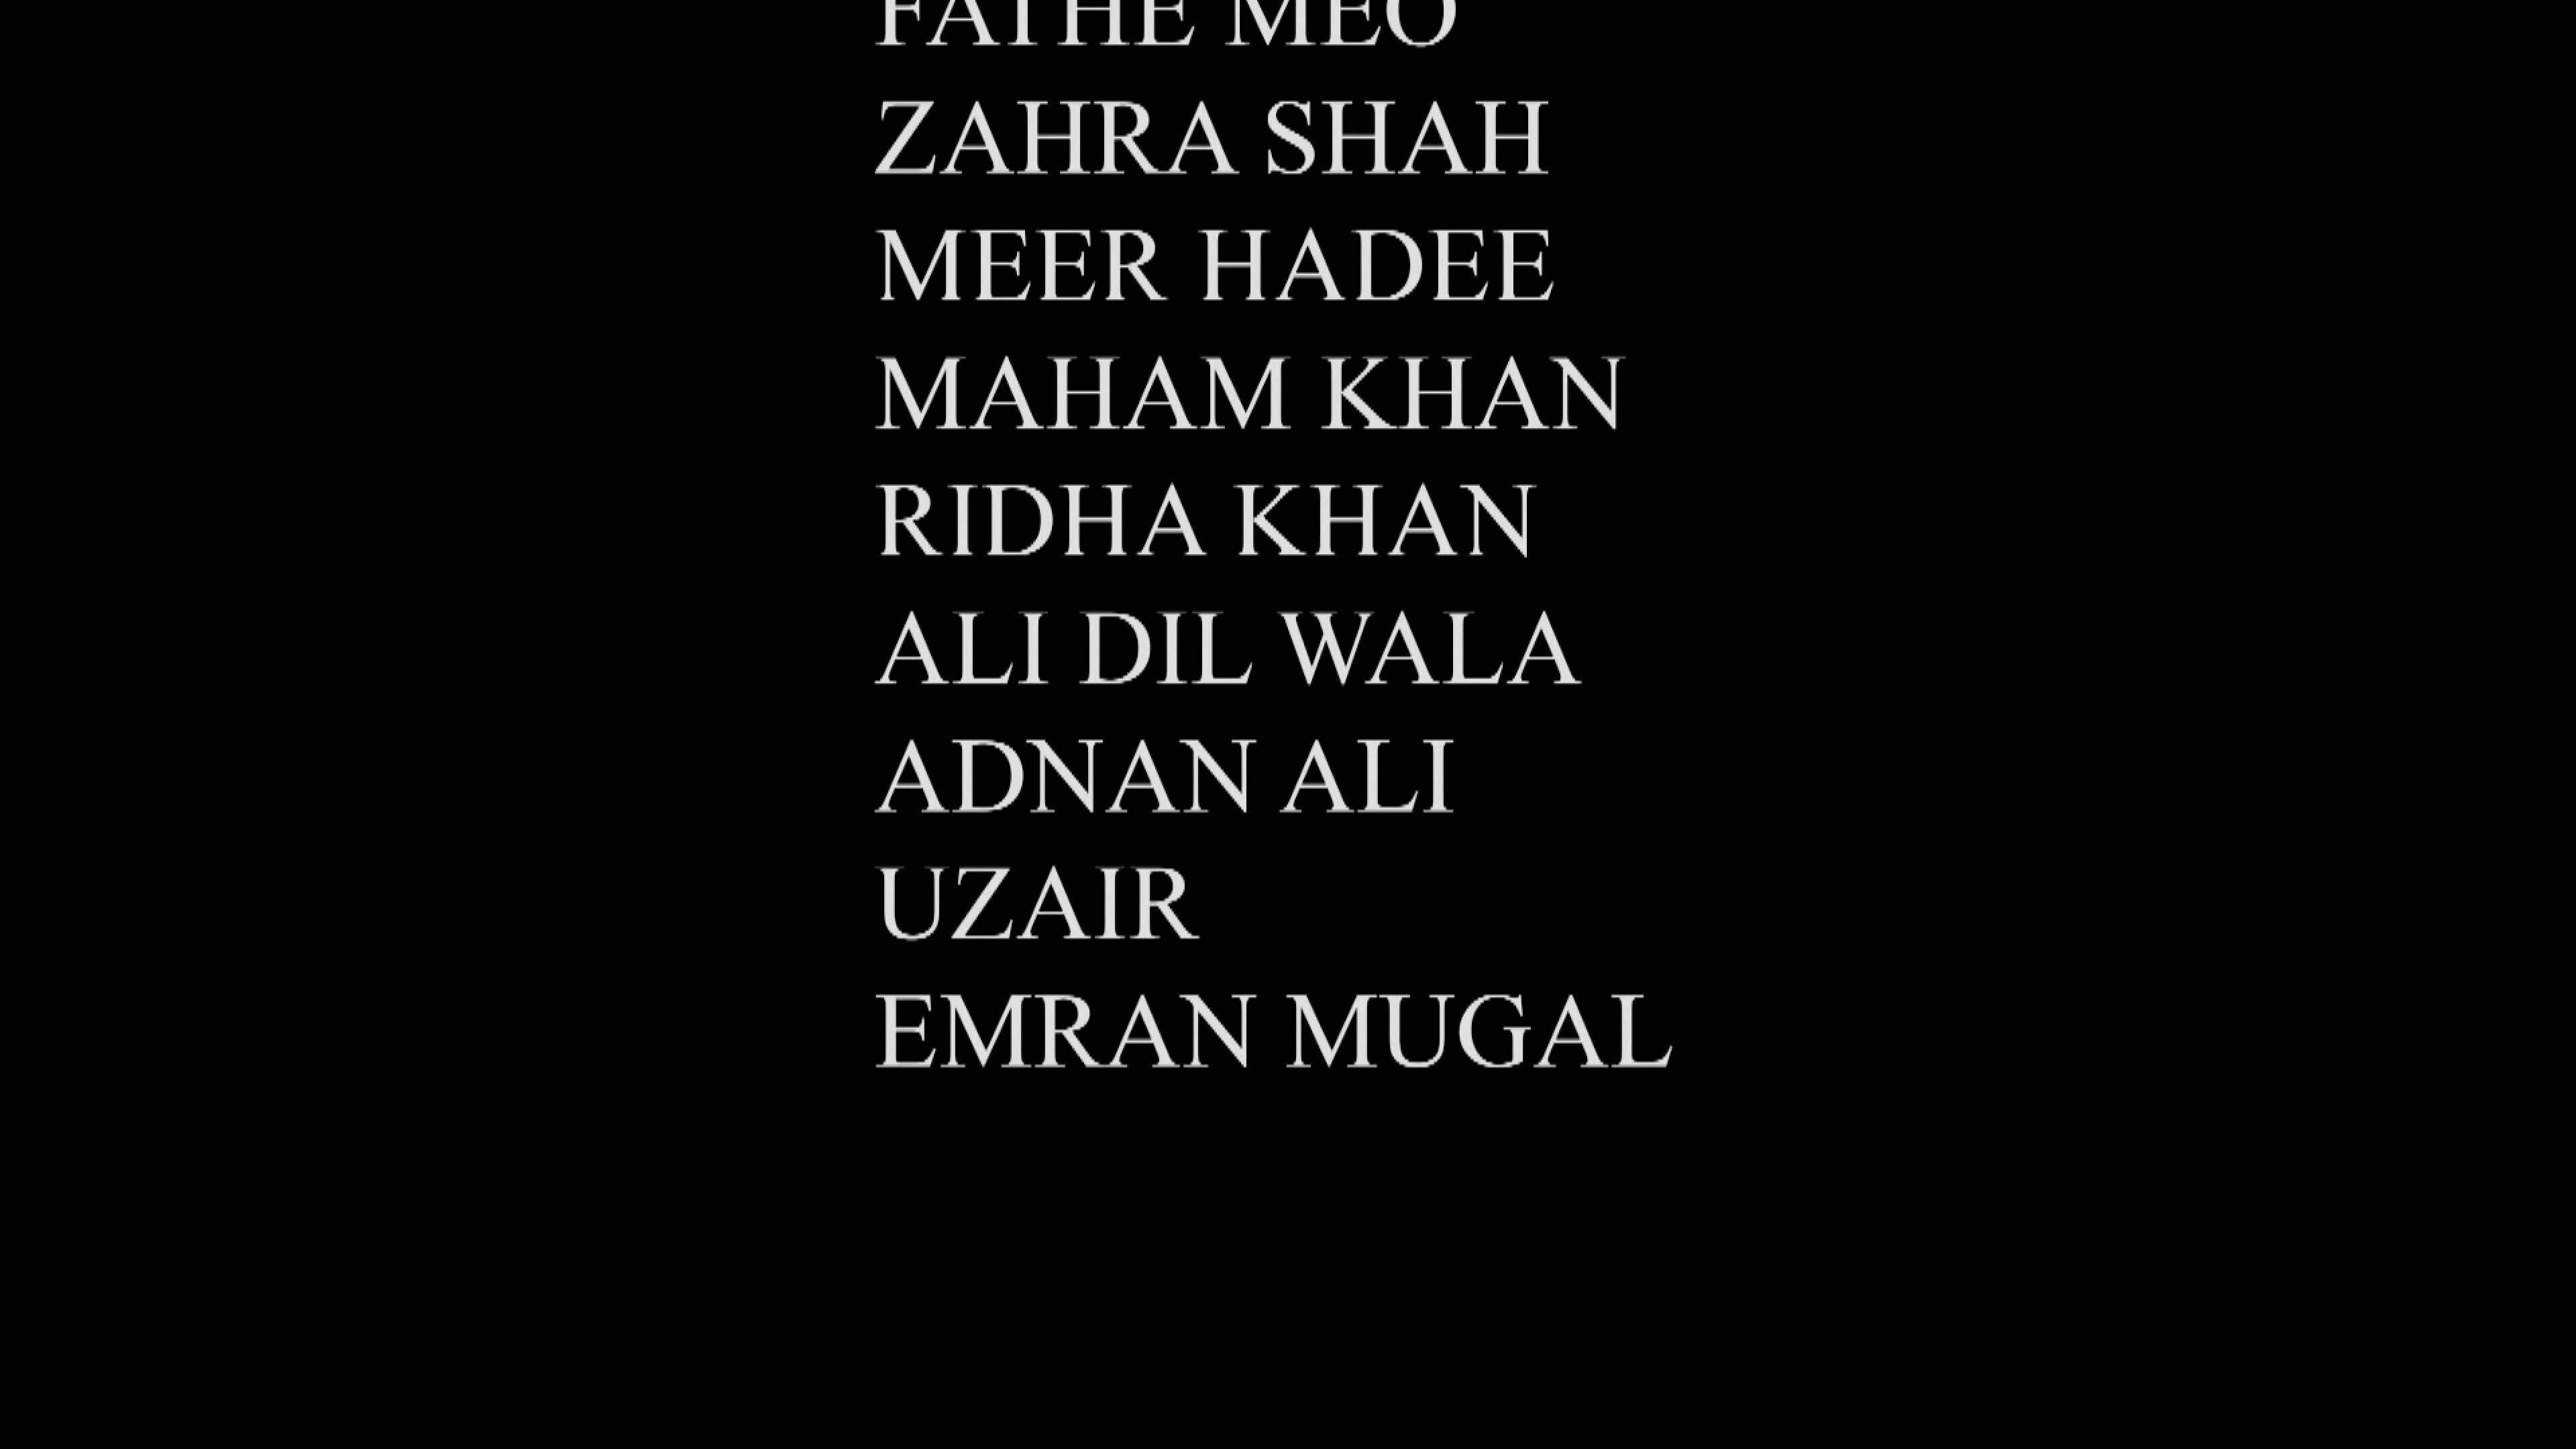 FATHE MEO
ZAHRA SHAH
MEER HADEE
MAHAM KHAN
RIDHA KHAN
ALI DIL WALA
ADNAN ALI
UZAIR
EMRAN MUGAL